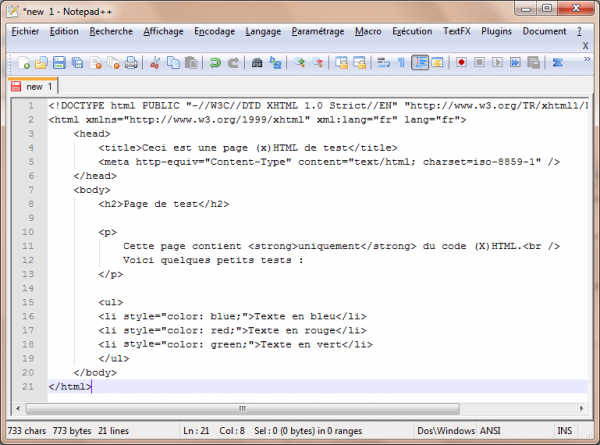 *new 1 - Notepad++
Fichier Edition Recherche Affichage Encodage Langage Paramétrage Macro Exécution TextFX Plugins Document ?
X
new 1
1 <!DOCTYPE html PUBLIC "-//W3C//DTD XHTML 1.0 Strict//EN" "http://www.w3.org/TR/xhtml1/
2 <html xmlns="http://www.w3.org/1999/xhtml" xml:lang="fr" lang="fr">
3 <head>
4 <title>Ceci est une page (x)HTML de test</title>
5 <meta http-equiv="Content-Type" content="text/html; charset=iso-8859-1" />
6 </head>
7 <body>
8 <h2>Page de test</h2>
9
10 <p>
11 Cette page contient <strong>uniquement</strong> du code (X)HTML.<br />
12 Voici quelques petits tests :
13 </p>
14
15 <ul>
16 <li style="color: blue;">Texte en bleu</li>
17 <li style="color: red;">Texte en rouge</li>
18 <li style="color: green;">Texte en vert</li>
19 </ul>
20 </body>
21 </html>
733 chars 773 bytes 21 lines Ln : 21 Col : 8 Sel : 0 (0 bytes) in 0 ranges Dos\Windows ANSI INS